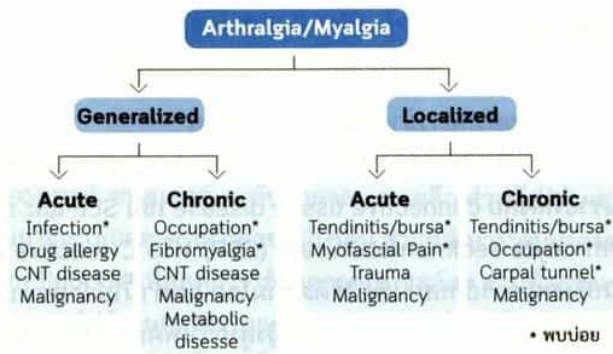 Arthralgia/Myalgia
Generalized
Localized
Acute
Infection*
Drug allergy
CNT disease
Malignancy
Chronic
Occupation*
Fibromyalgia*
CNT disease
Malignancy
Metabolic
disesse
Acute
Tendinitis/bursa*
Myofascial Pain*
Trauma
Malignancy
Chronic
Tendinitis/bursa*
Occupation*
Carpal tunnel*
Malignancy
* พบบ่อย